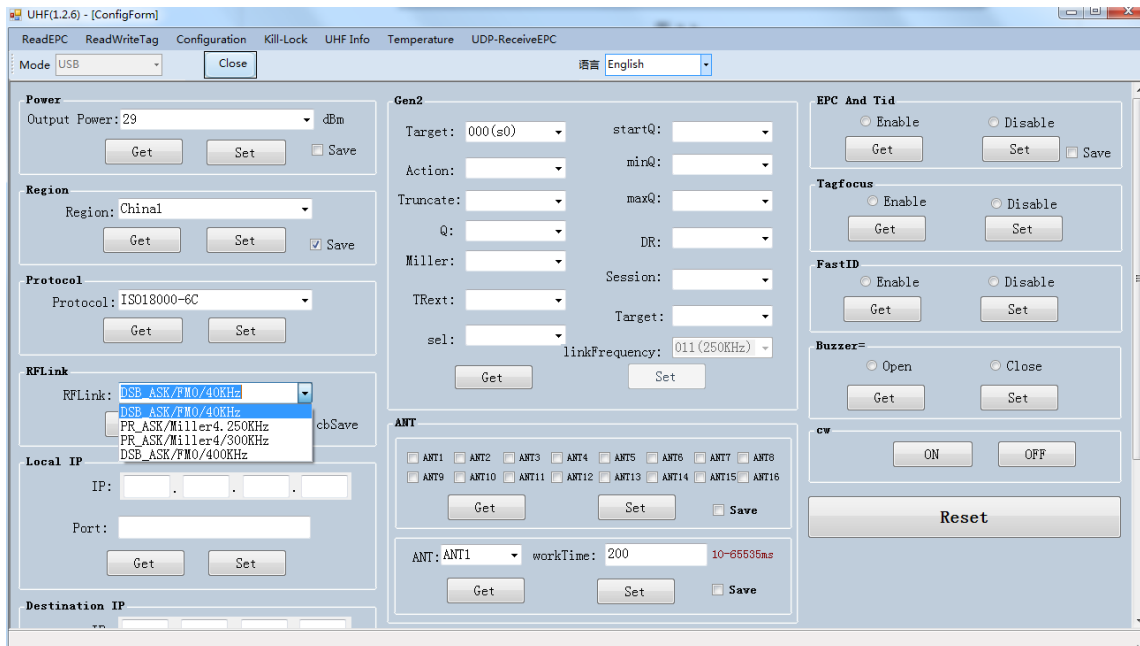 UHF(1.2.6) - [ConfigForm]
ReadEPC ReadWriteTag Configuration Kill-Lock UHF Info Temperature UDP-ReceiveEPC
Mode USB Close 语言 English
Power
Output Power: 29 dBm
Get Set Save
Region
Region: China1
Get Set Save
Protocol
Protocol: ISO18000-6C
Get Set
RFLink
RFLink: DSB_ASK/FM0/40KHz
DSB_ASK/FM0/40KHz
PR_ASK/Miller4.250KHz
PR_ASK/Miller4/300KHz
DSB_ASK/FM0/400KHz
cbSave
Local IP
IP: . . .
Port:
Get Set
Destination IP
Gen2
Target: 000(s0) startQ:
Action: minQ:
Truncate: maxQ:
Q: DR:
Miller: Session:
TRext: Target:
sel: linkFrequency: 011(250KHz)
Get Set
ANT
ANT1 ANT2 ANT3 ANT4 ANT5 ANT6 ANT7 ANT8
ANT9 ANT10 ANT11 ANT12 ANT13 ANT14 ANT15 ANT16
Get Set Save
ANT: ANT1 workTime: 200 10-65535ms
Get Set Save
EPC And Tid
Enable Disable
Get Set Save
Tagfocus
Enable Disable
Get Set
FastID
Enable Disable
Get Set
Buzzer=
Open Close
Get Set
cw
ON OFF
Reset